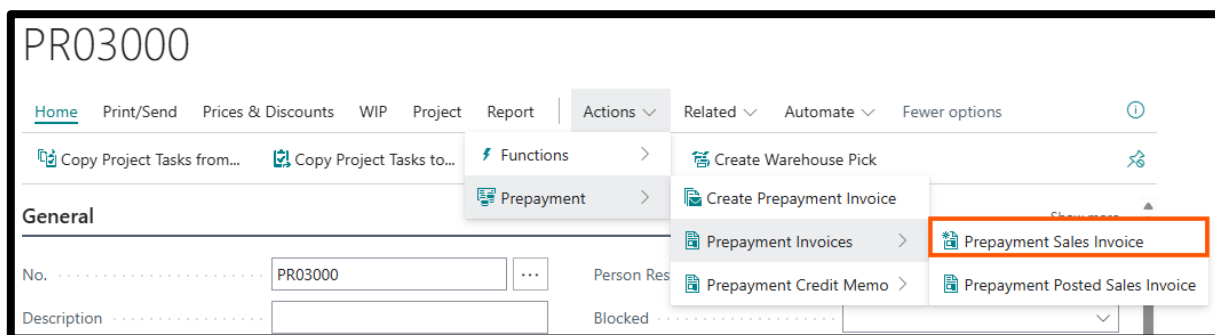 PR03000
Home Print/Send Prices & Discounts WIP Project Report Actions Related Automate Fewer options
Copy Project Tasks from... Copy Project Tasks to... Functions Create Warehouse Pick
Prepayment Create Prepayment Invoice
General Show more
Prepayment Invoices Prepayment Sales Invoice
No. PR03000 Person Res
Prepayment Credit Memo Prepayment Posted Sales Invoice
Description Blocked